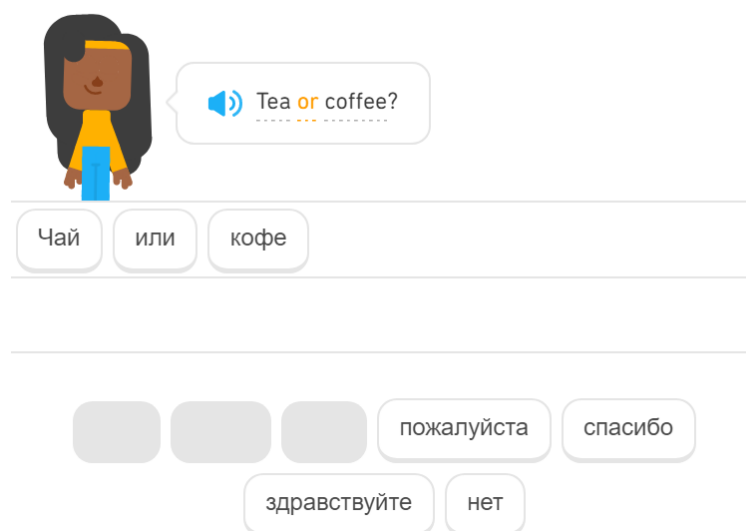 Tea or coffee?
Чай или кофе
пожалуйста спасибо
здравствуйте нет